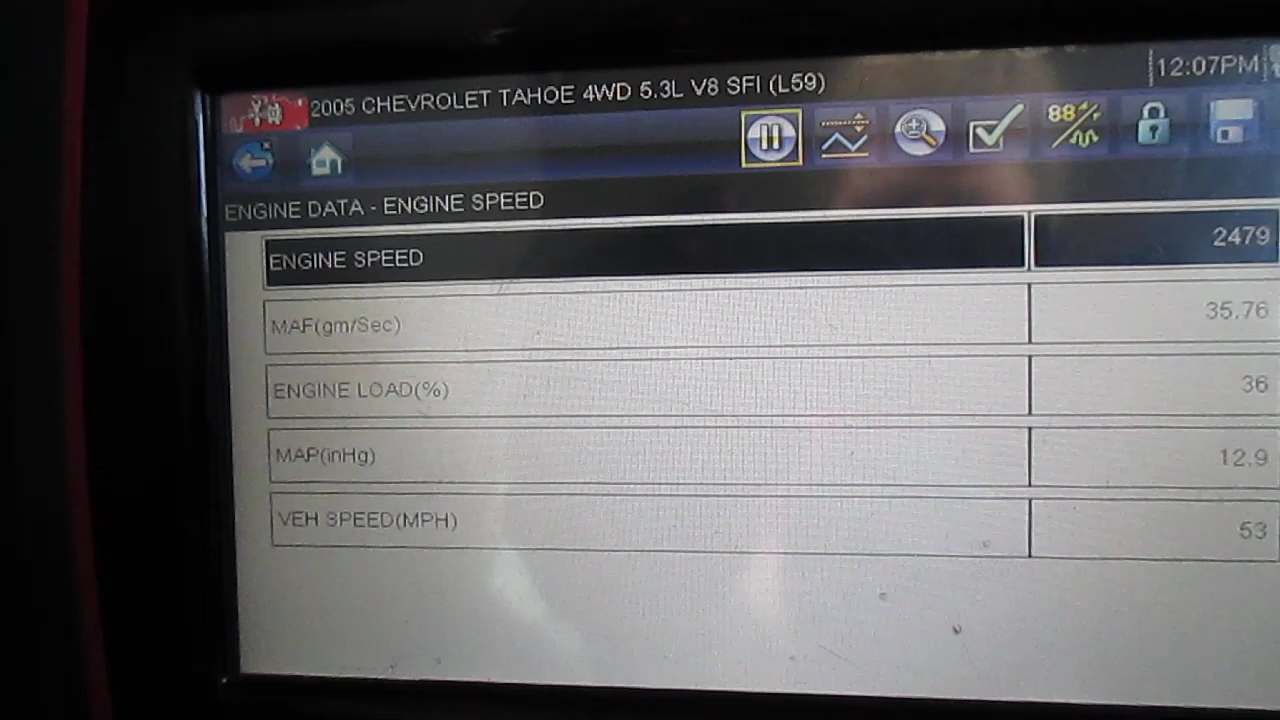 2005 CHEVROLET TAHOE 4WD 5.3L V8 SFI (L59)
12:07PM
88
ENGINE DATA - ENGINE SPEED
ENGINE SPEED 2479
MAF(gm/Sec) 35.76
ENGINE LOAD(%) 36
MAP(inHg) 12.9
VEH SPEED(MPH) 53